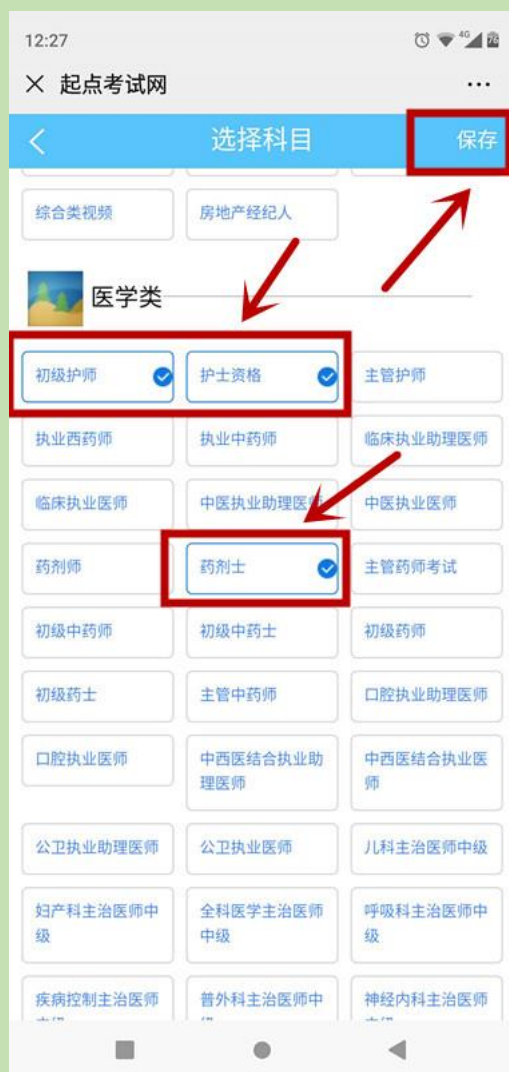 12:27
4G 76
起点考试网
选择科目 保存
综合类视频 房地产经纪人
医学类
初级护师 护士资格 主管护师
执业西药师 执业中药师 临床执业助理医师
临床执业医师 中医执业助理医师 中医执业医师
药剂师 药剂士 主管药师考试
初级中药师 初级中药士 初级药师
初级药士 主管中药师 口腔执业助理医师
口腔执业医师 中西医结合执业助 中西医结合执业医
理医师 师
公卫执业助理医师 公卫执业医师 儿科主治医师中级
妇产科主治医师中 全科医学主治医师 呼吸科主治医师中
级 中级 级
疾病控制主治医师 普外科主治医师中 神经内科主治医师